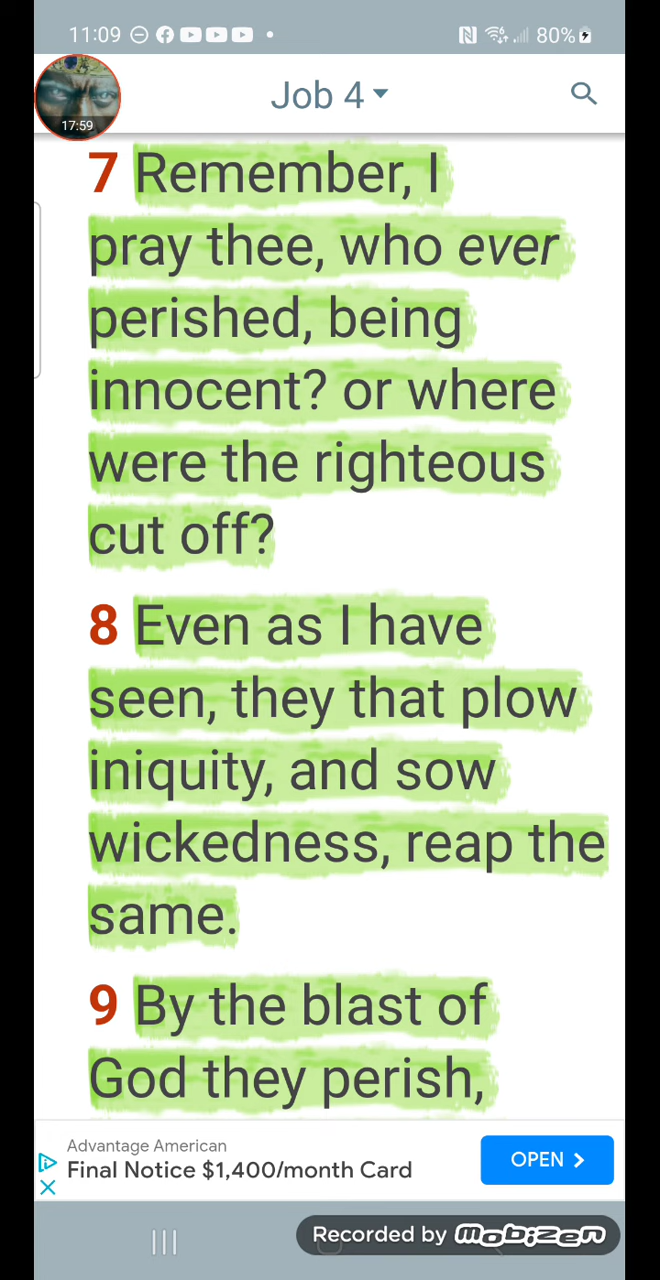 11:09
80%
17:59
Job 4
7 Remember, I
pray thee, who ever
perished, being
innocent? or where
were the righteous
cut off?
8 Even as I have
seen, they that plow
iniquity, and sow
wickedness, reap the
same.
9 By the blast of
God they perish,
Advantage American
Final Notice $1,400/month Card
OPEN
Recorded by mobizen